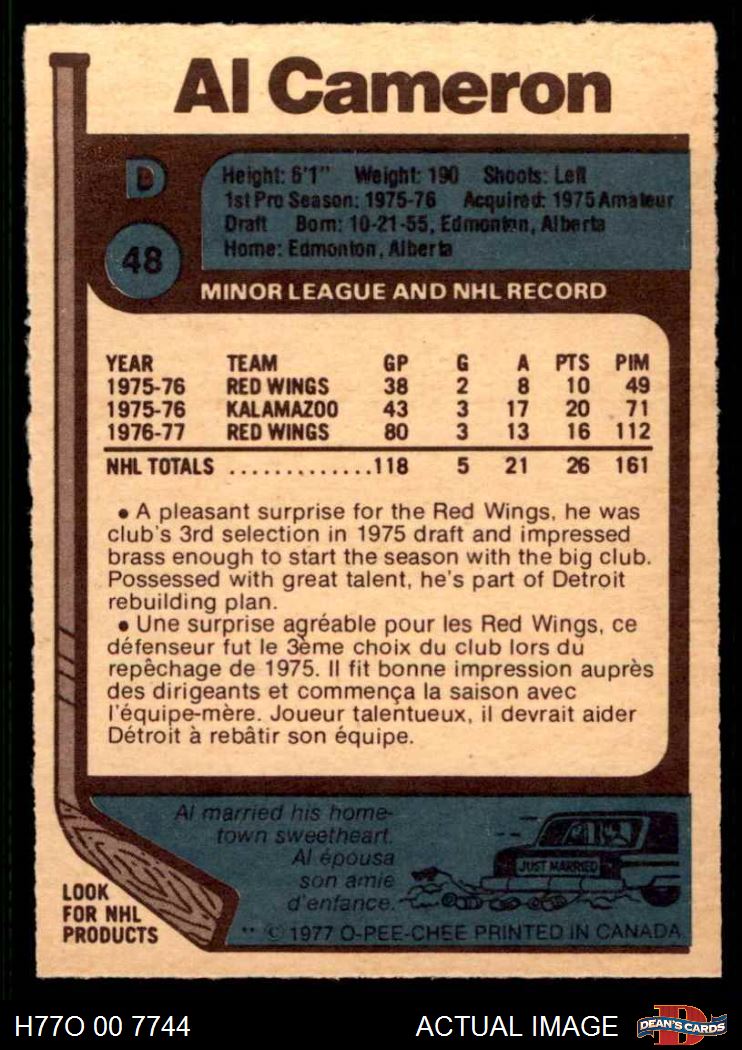 Al Cameron
D
48
Height: 6'1" Weight: 190 Shoots: Left
1st Pro Season: 1975-76 Acquired: 1975 Amateur
Draft Born: 10-21-55, Edmonton, Alberta
Home: Edmonton, Alberta
MINOR LEAGUE AND NHL RECORD
YEAR TEAM GP G A PTS PIM
1975-76 RED WINGS 38 2 8 10 49
1975-76 KALAMAZOO 43 3 17 20 71
1976-77 RED WINGS 80 3 13 16 112
NHL TOTALS ..............118 5 21 26 161
• A pleasant surprise for the Red Wings, he was
club's 3rd selection in 1975 draft and impressed
brass enough to start the season with the big club.
Possessed with great talent, he's part of Detroit
rebuilding plan.
• Une surprise agréable pour les Red Wings, ce
défenseur fut le 3ème choix du club lors du
repêchage de 1975. Il fit bonne impression auprès
des dirigeants et commença la saison avec
l'équipe-mère. Joueur talentueux, il devrait aider
Détroit à rebâtir son équipe.
Al married his home-
town sweetheart.
Al épousa
son amie
d'enfance.
JUST MARRIED
LOOK
FOR NHL
PRODUCTS
** © 1977 O-PEE-CHEE PRINTED IN CANADA
H77O 00 7744
ACTUAL IMAGE
D
DEAN'S CARDS